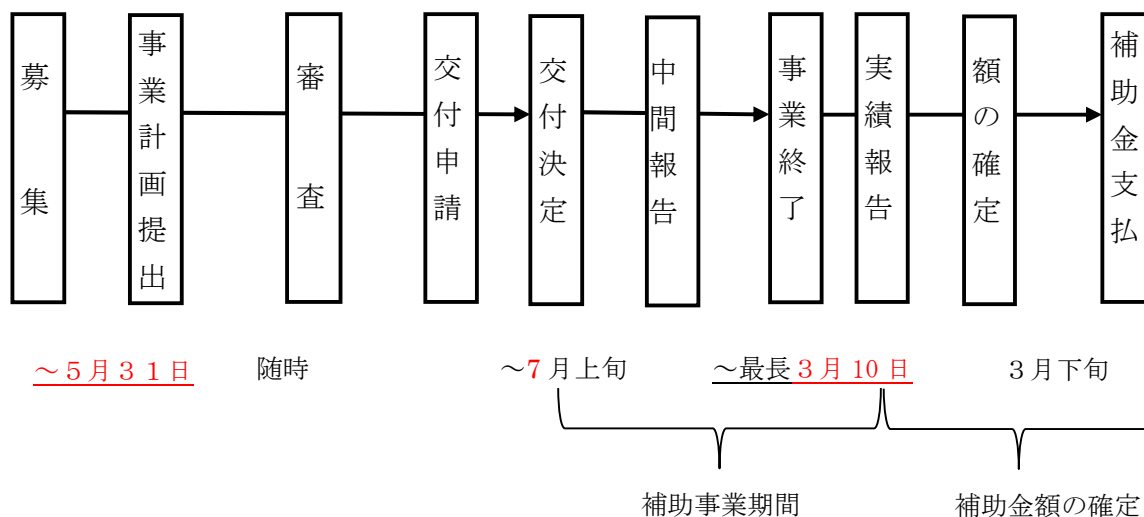 募集
事業計画提出
審査
交付申請
交付決定
中間報告
事業終了
実績報告
額の確定
補助金支払
～５月３１日
随時
～7月上旬
～最長３月10日
３月下旬
補助事業期間
補助金額の確定